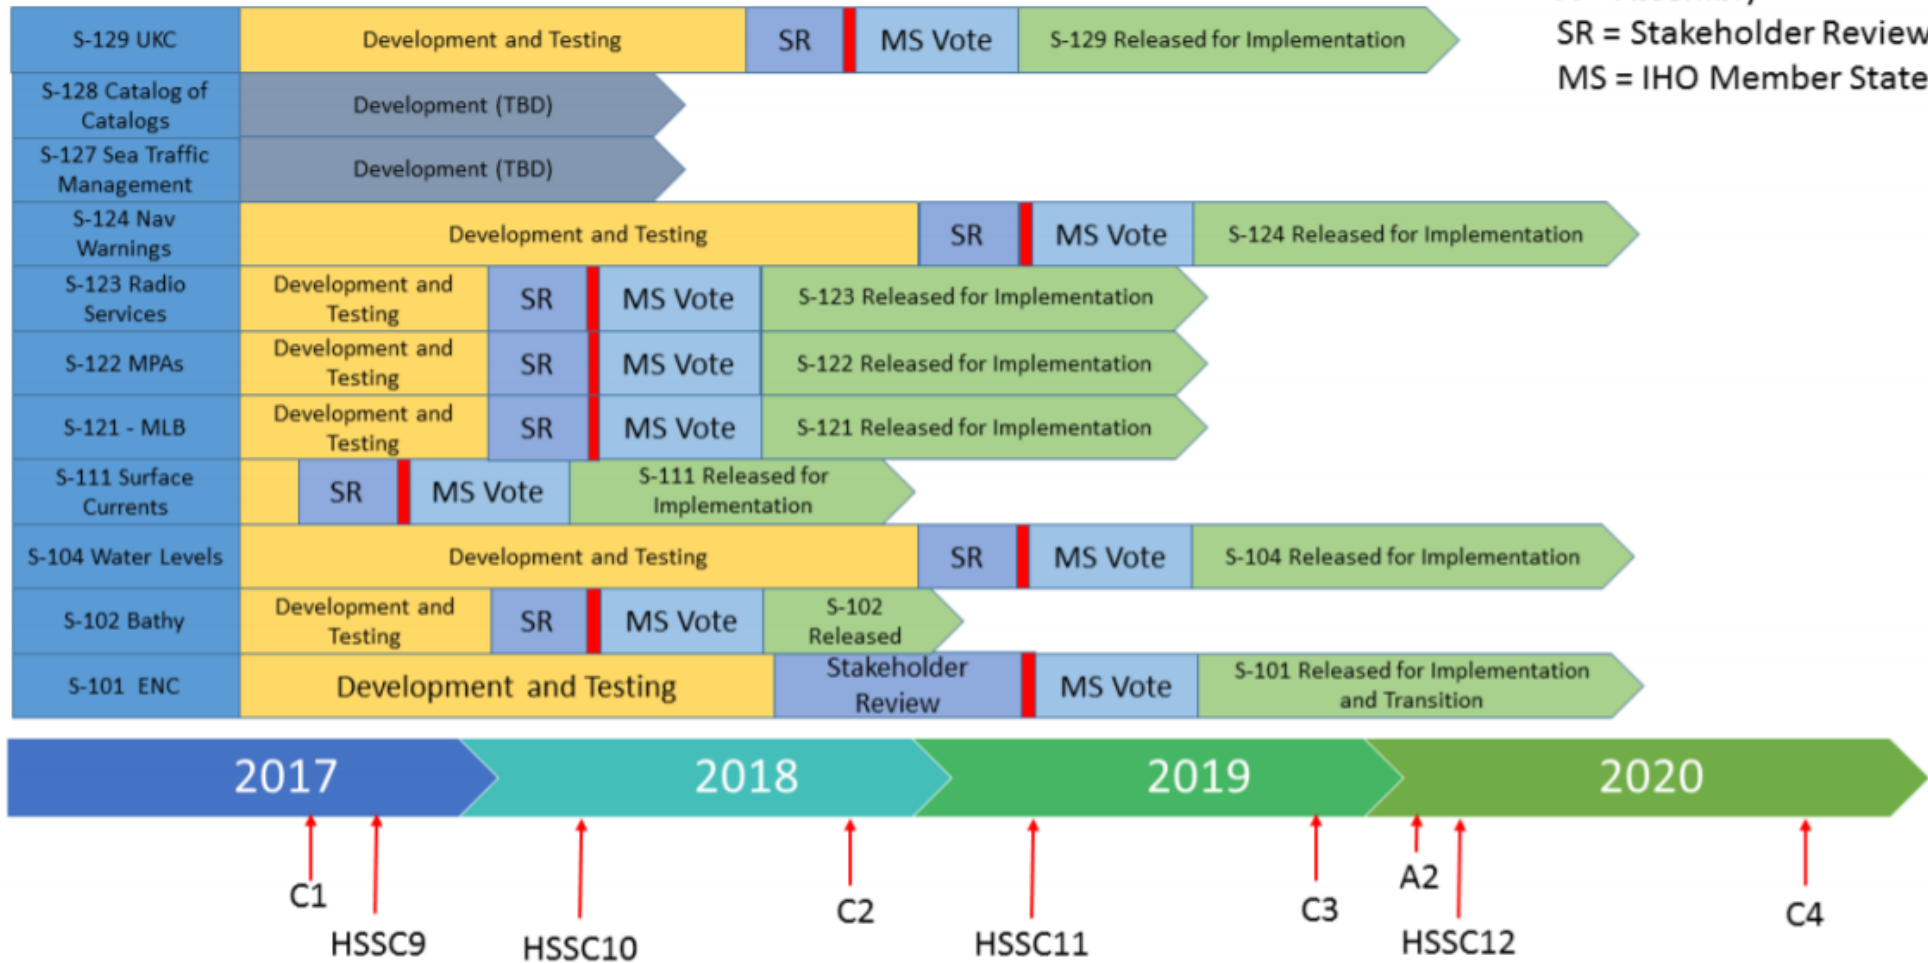 SR = Stakeholder Review
MS = IHO Member State
S-129 UKC
Development and Testing
SR
MS Vote
S-129 Released for Implementation
S-128 Catalog of
Catalogs
Development (TBD)
S-127 Sea Traffic
Management
Development (TBD)
S-124 Nav
Warnings
Development and Testing
SR
MS Vote
S-124 Released for Implementation
S-123 Radio
Services
Development and
Testing
SR
MS Vote
S-123 Released for Implementation
S-122 MPAs
Development and
Testing
SR
MS Vote
S-122 Released for Implementation
S-121 - MLB
Development and
Testing
SR
MS Vote
S-121 Released for Implementation
S-111 Surface
Currents
SR
MS Vote
S-111 Released for
Implementation
S-104 Water Levels
Development and Testing
SR
MS Vote
S-104 Released for Implementation
S-102 Bathy
Development and
Testing
SR
MS Vote
S-102
Released
S-101 ENC
Development and Testing
Stakeholder
Review
MS Vote
S-101 Released for Implementation
and Transition
2017
2018
2019
2020
C1
HSSC9
HSSC10
C2
HSSC11
C3
A2
HSSC12
C4